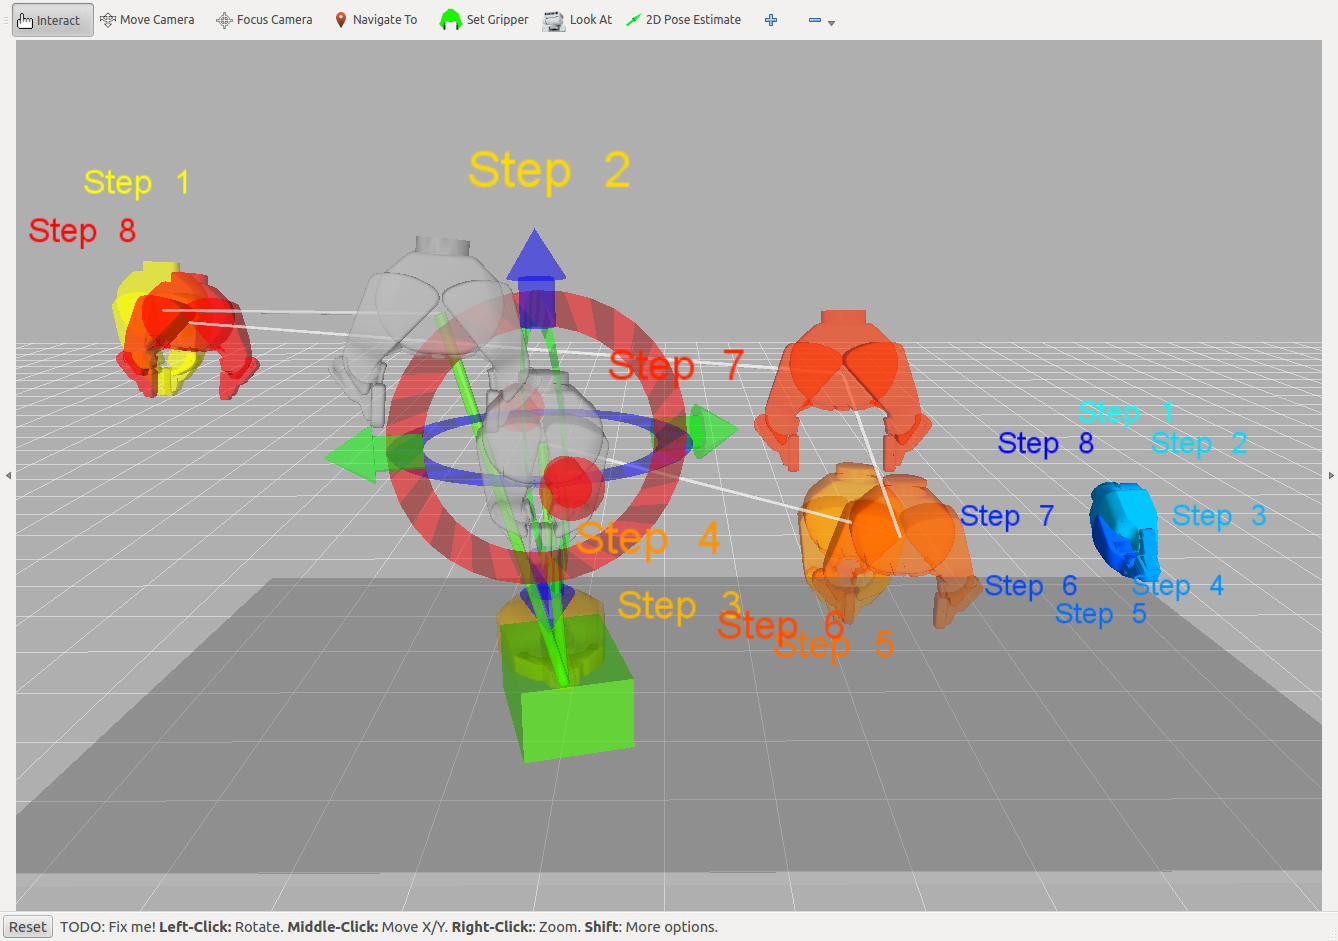 Interact Move Camera Focus Camera Navigate To Set Gripper Look At 2D Pose Estimate
Step 2
Step 1
Step 8
Step 7
Step 1
Step 8 Step 2
Step 7 Step 3
Step 4
Step 6 Step 4
Step 3
Step 5
Step 6
Step 5
Reset TODO: Fix me! Left-Click: Rotate. Middle-Click: Move X/Y. Right-Click:: Zoom. Shift: More options.